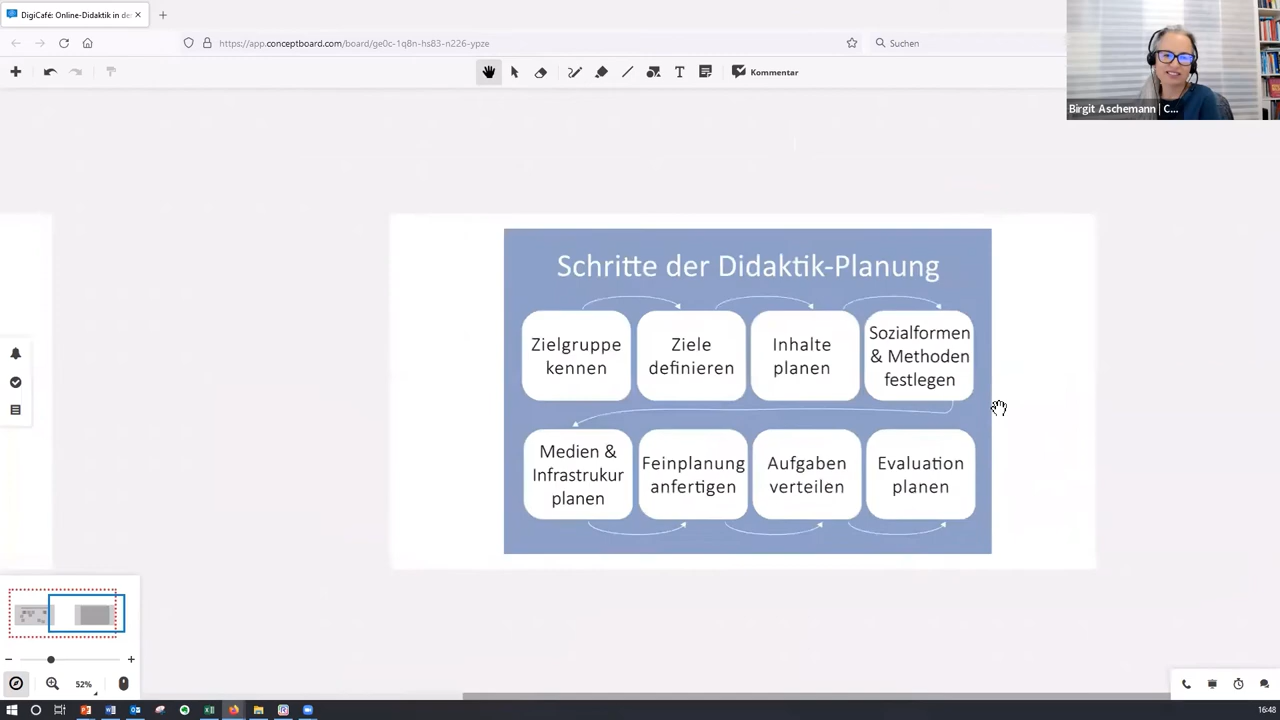 DigiCafé: Online-Didaktik in de
https://app.conceptboard.com/board/ge0c-1q8n-hs83-n226-ypze
Suchen
Kommentar
Birgit Aschemann | C...
Schritte der Didaktik-Planung
Zielgruppe
kennen
Ziele
definieren
Inhalte
planen
Sozialformen
& Methoden
festlegen
Medien &
Infrastrukur
planen
Feinplanung
anfertigen
Aufgaben
verteilen
Evaluation
planen
52%
16:48